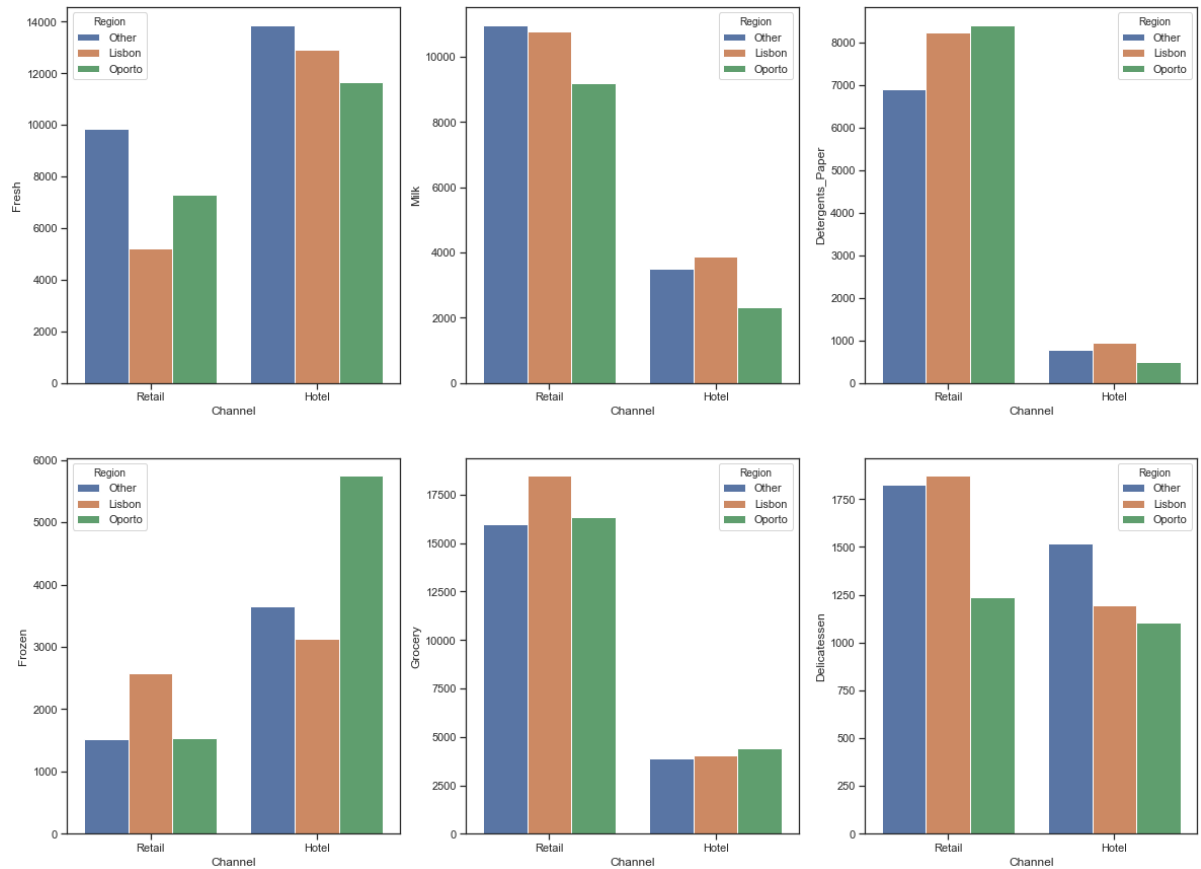 Fresh
14000
12000
10000
8000
6000
4000
2000
0
Region
Other
Lisbon
Oporto
Retail
Hotel
Channel
Milk
10000
8000
6000
4000
2000
0
Region
Other
Lisbon
Oporto
Retail
Hotel
Channel
Detergents_Paper
8000
7000
6000
5000
4000
3000
2000
1000
0
Region
Other
Lisbon
Oporto
Retail
Hotel
Channel
Frozen
6000
5000
4000
3000
2000
1000
0
Region
Other
Lisbon
Oporto
Retail
Hotel
Channel
Grocery
17500
15000
12500
10000
7500
5000
2500
0
Region
Other
Lisbon
Oporto
Retail
Hotel
Channel
Delicatessen
1750
1500
1250
1000
750
500
250
0
Region
Other
Lisbon
Oporto
Retail
Hotel
Channel